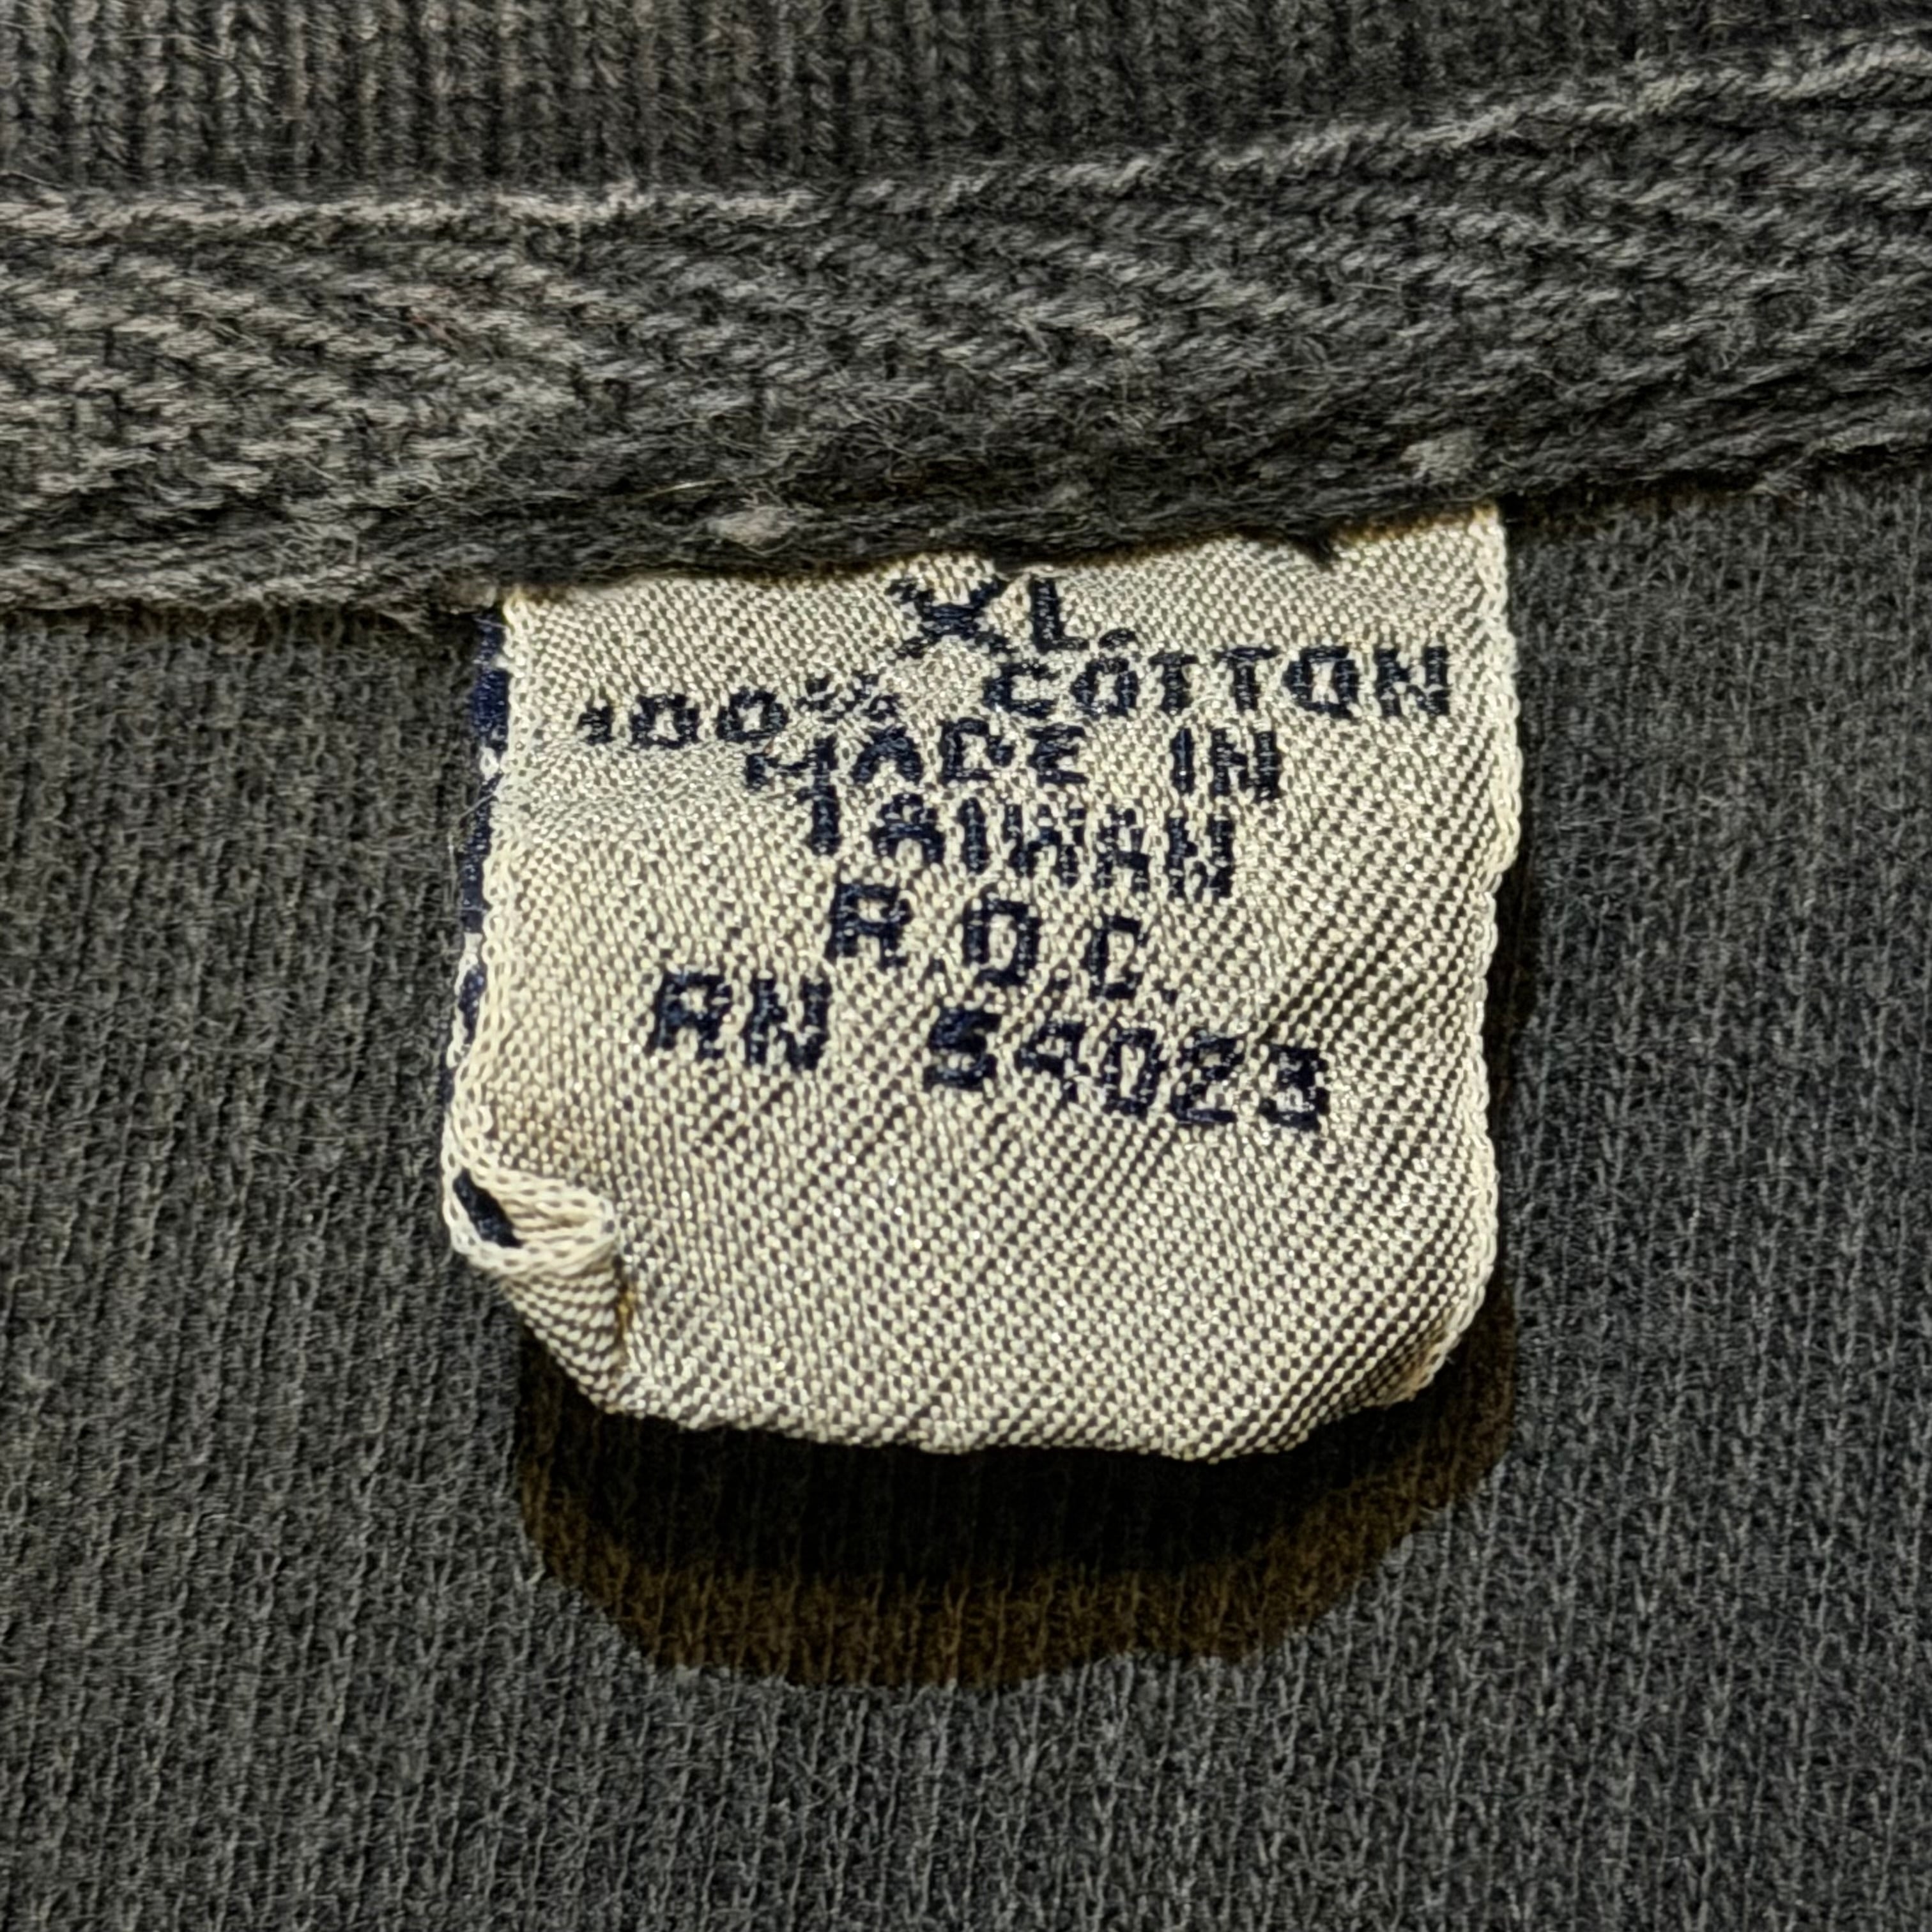 XL.
100% COTTON
MADE IN
TAIWAN
R.O.C.
RN 54023